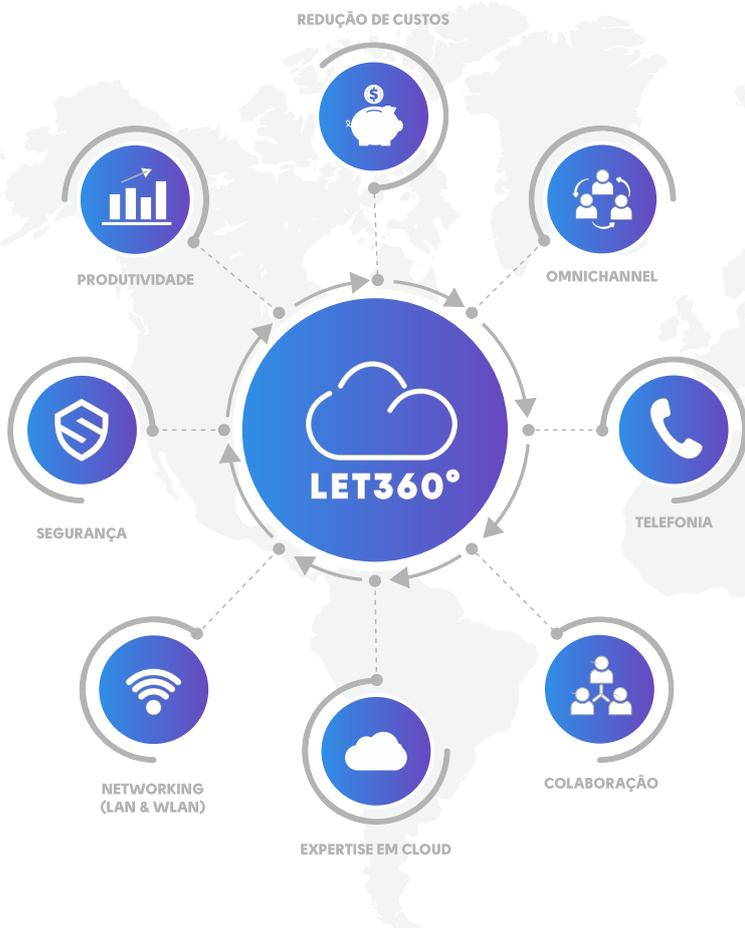 REDUÇÃO DE CUSTOS
PRODUTIVIDADE
OMNICHANNEL
LET360°
SEGURANÇA
TELEFONIA
NETWORKING
(LAN & WLAN)
COLABORAÇÃO
EXPERTISE EM CLOUD